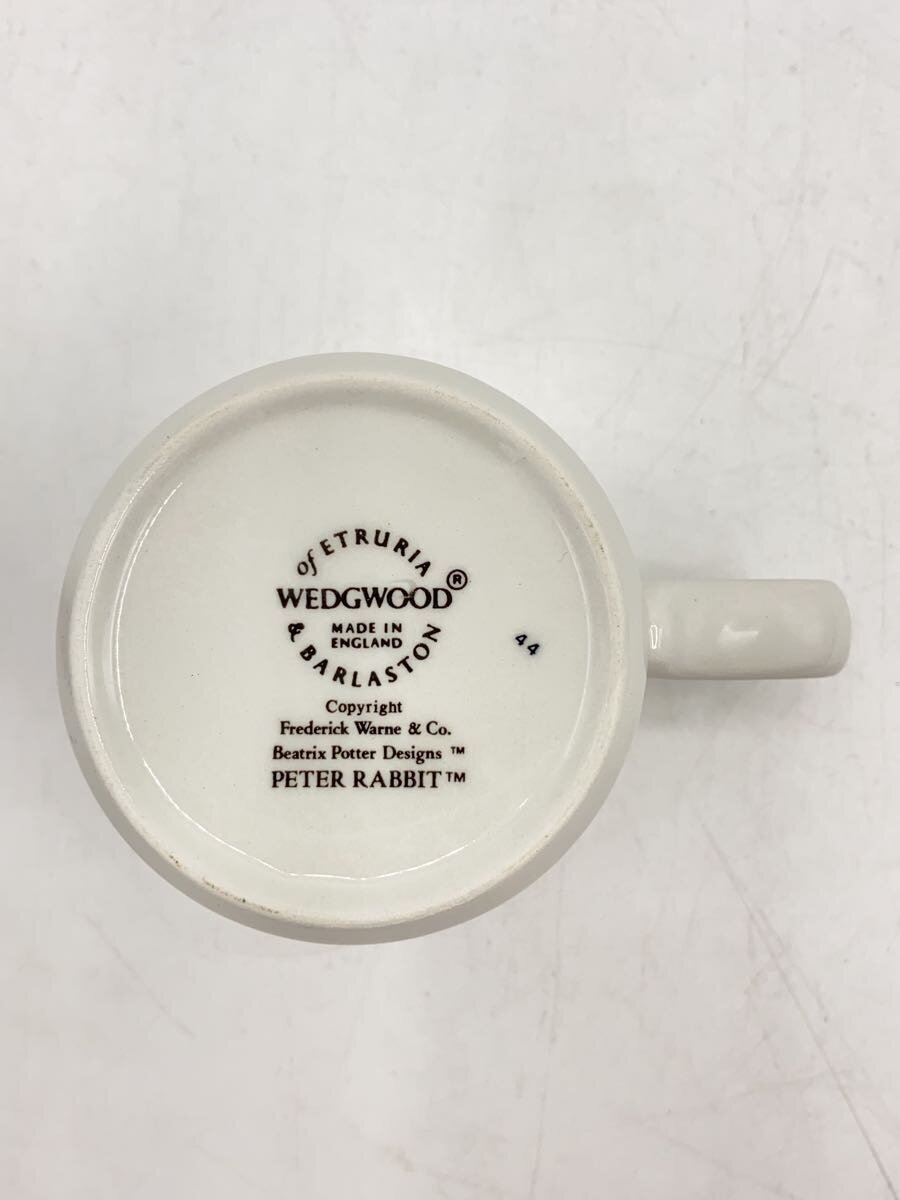 of ETRURIA
WEDGWOOD®
MADE IN
ENGLAND
& BARLASTON
44
Copyright
Frederick Warne & Co.
Beatrix Potter Designs ™
PETER RABBIT™